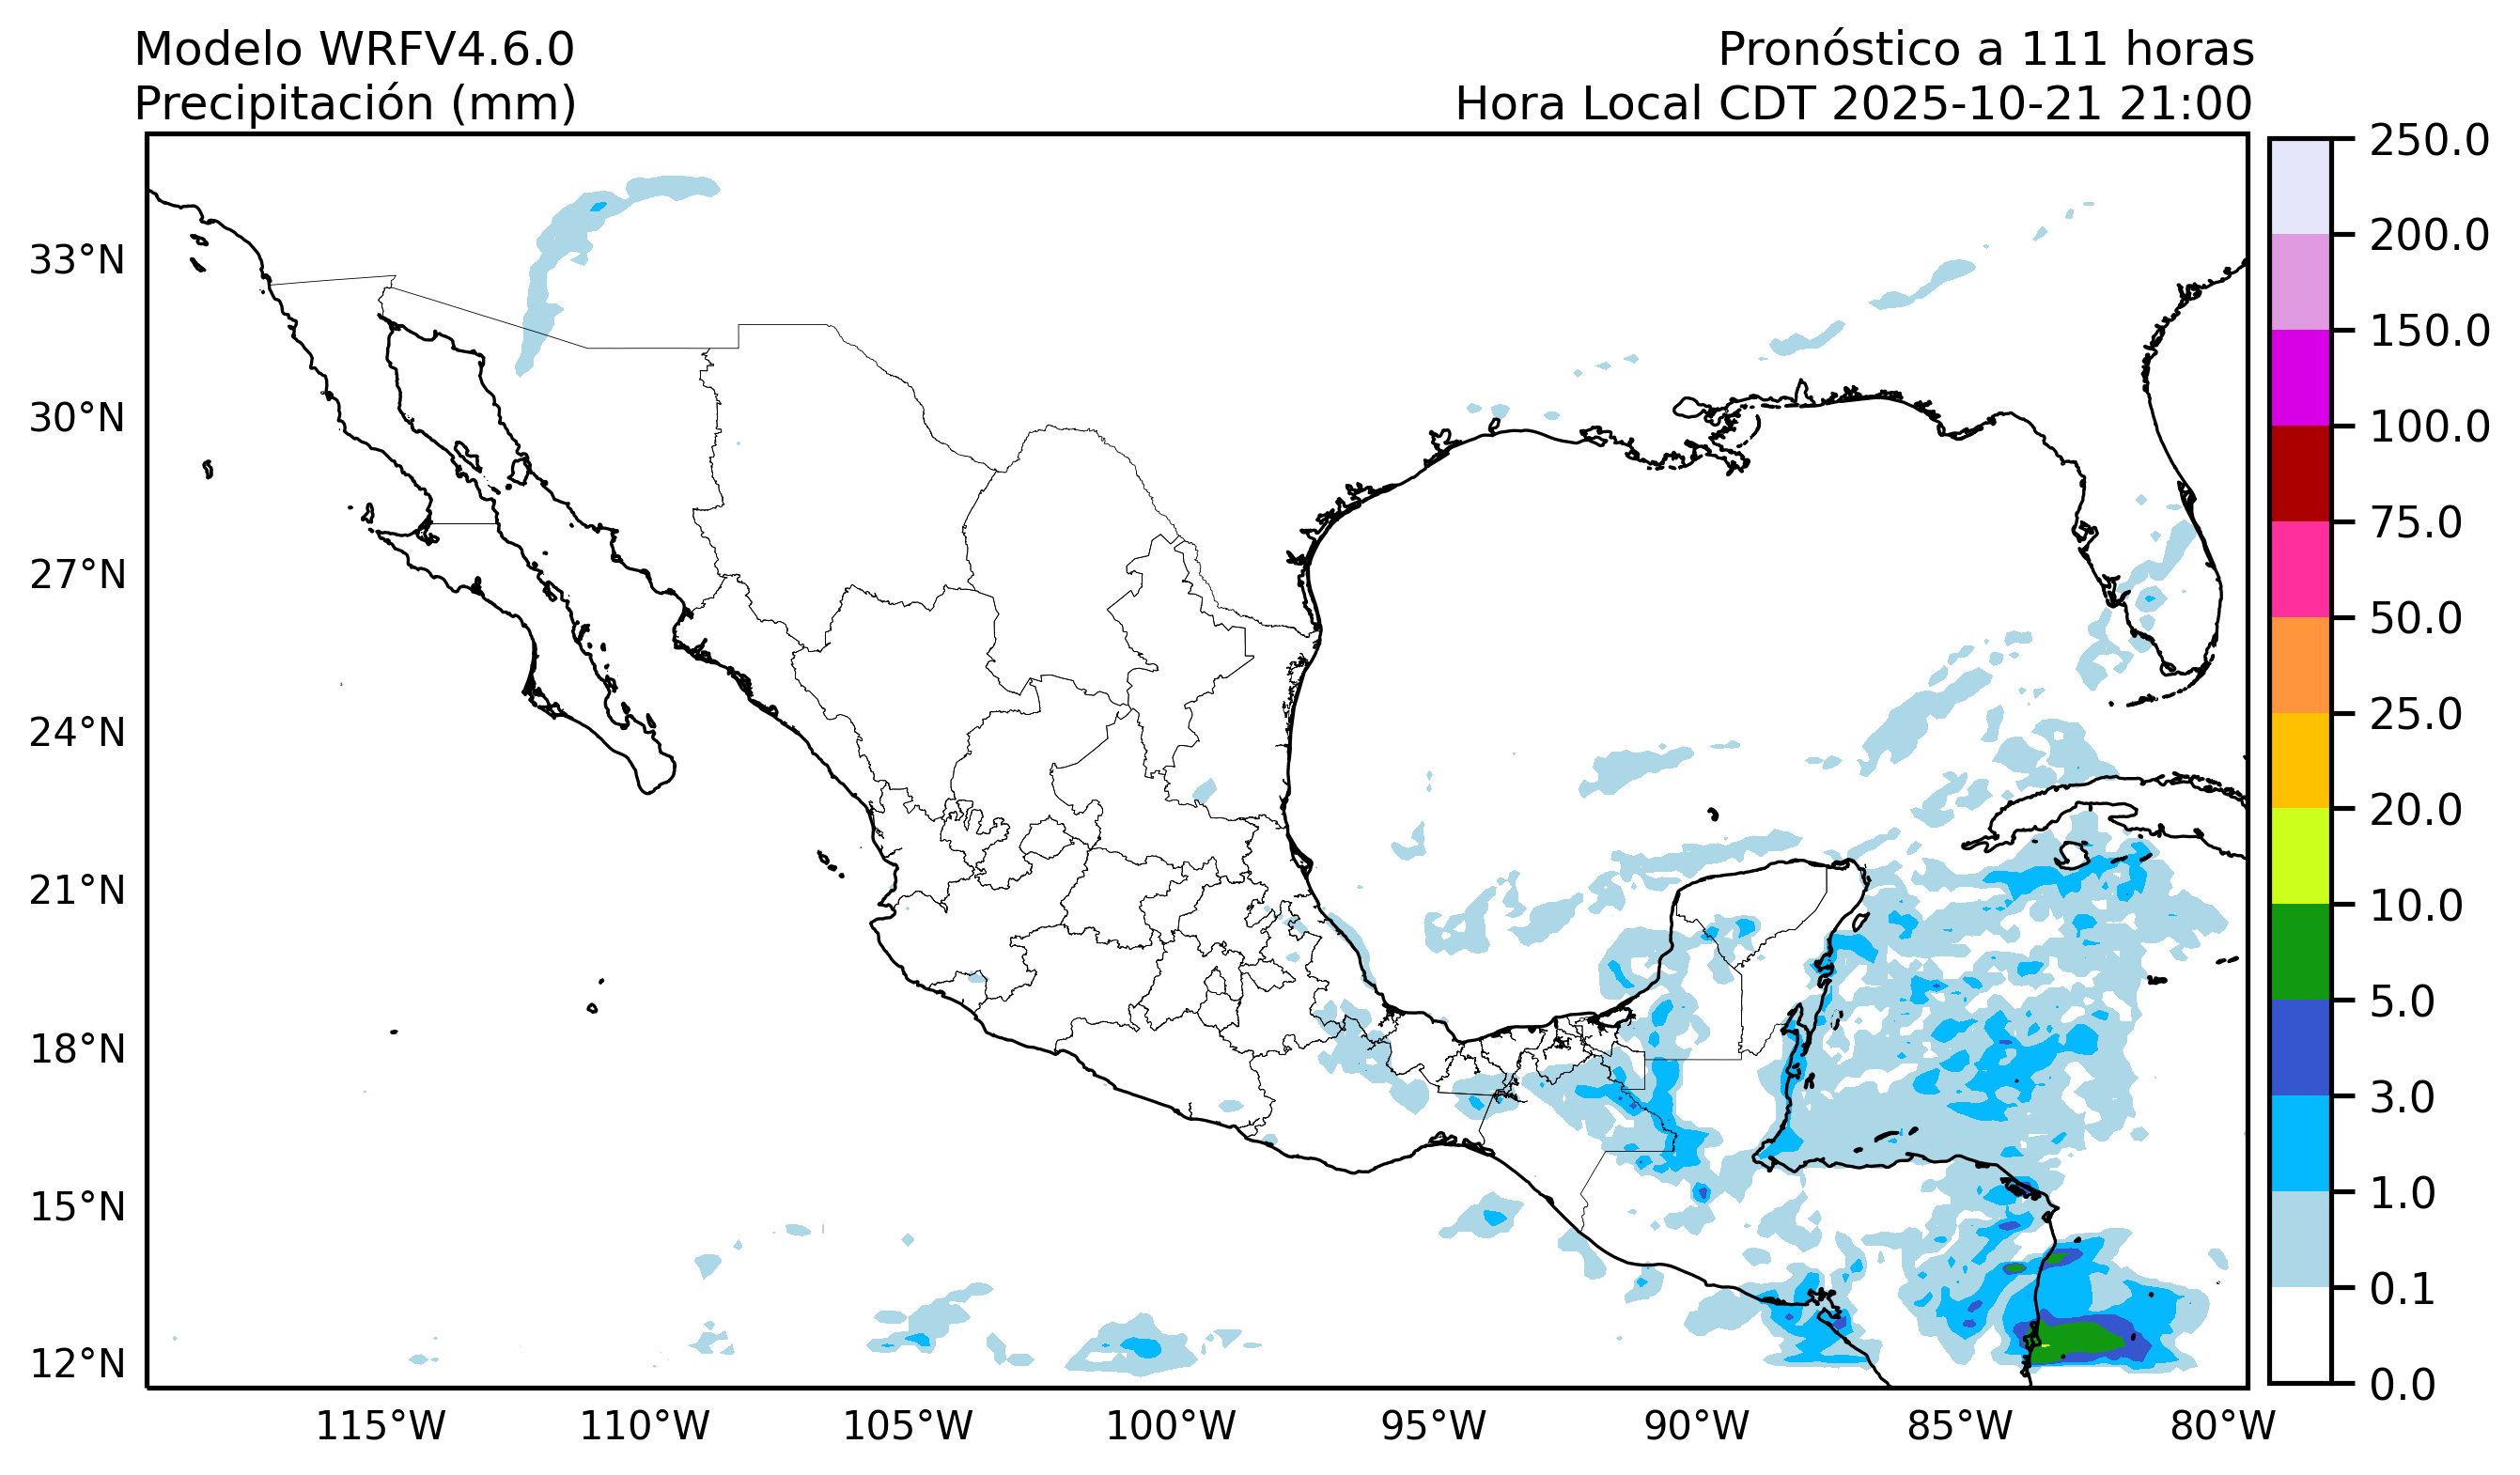 Modelo WRFV4.6.0
Precipitación (mm)
Pronóstico a 111 horas
Hora Local CDT 2025-10-21 21:00
33°N
30°N
27°N
24°N
21°N
18°N
15°N
12°N
115°W
110°W
105°W
100°W
95°W
90°W
85°W
80°W
250.0
200.0
150.0
100.0
75.0
50.0
25.0
20.0
10.0
5.0
3.0
1.0
0.1
0.0